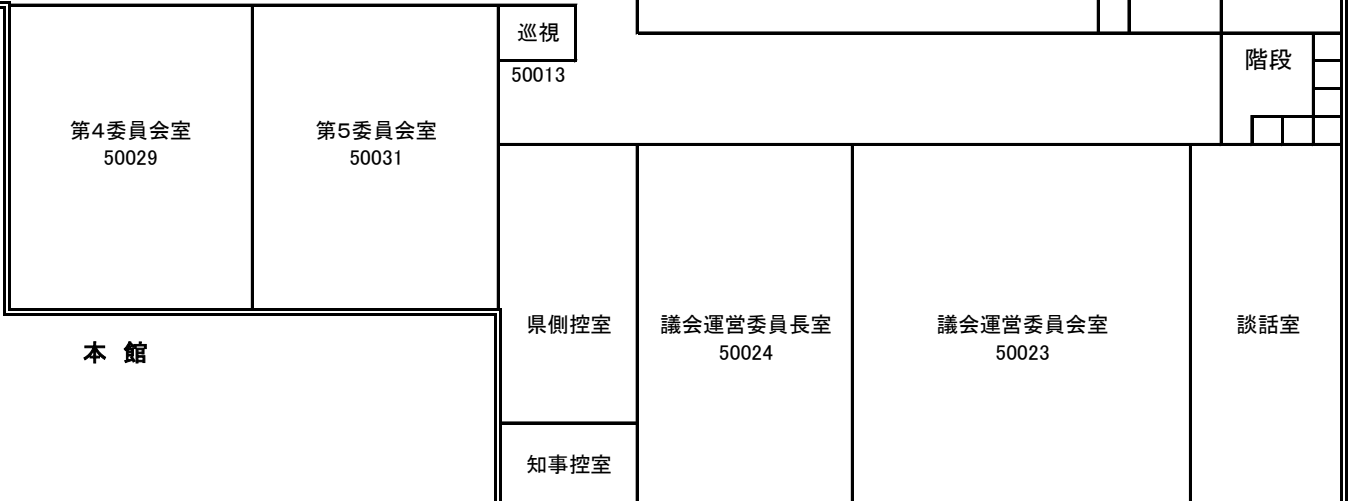 巡視
50013
階段
第4委員会室
50029
第5委員会室
50031
県側控室
議会運営委員長室
50024
議会運営委員会室
50023
談話室
本 館
知事控室